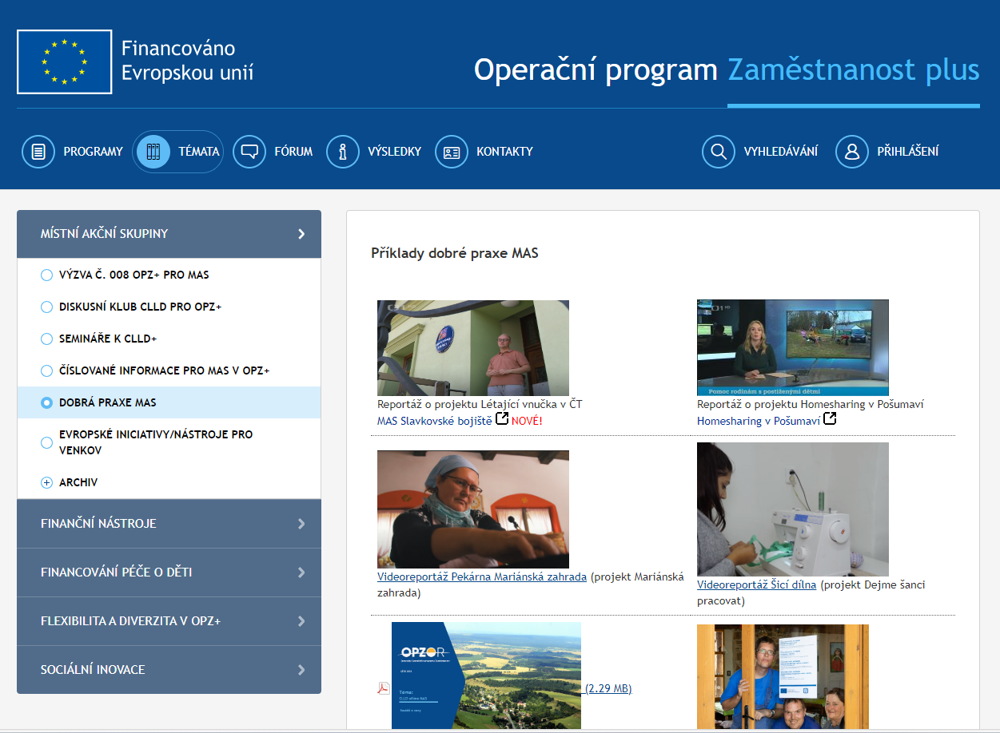 Financováno
Evropskou unií
Operační program Zaměstnanost plus
PROGRAMY
TÉMATA
FÓRUM
VÝSLEDKY
KONTAKTY
VYHLEDÁVÁNÍ
PŘIHLÁŠENÍ
MÍSTNÍ AKČNÍ SKUPINY
VÝZVA Č. 008 OPZ+ PRO MAS
DISKUSNÍ KLUB CLLD PRO OPZ+
SEMINÁŘE K CLLD+
ČÍSLOVANÉ INFORMACE PRO MAS V OPZ+
DOBRÁ PRAXE MAS
EVROPSKÉ INICIATIVY/NÁSTROJE PRO
VENKOV
ARCHIV
FINANČNÍ NÁSTROJE
FINANCOVÁNÍ PÉČE O DĚTI
FLEXIBILITA A DIVERZITA V OPZ+
SOCIÁLNÍ INOVACE
Příklady dobré praxe MAS
Reportáž o projektu Létající vnučka v ČT
MAS Slavkovské bojiště NOVÉ!
Pomoc rodinám s postiženými dětmi
Reportáž o projektu Homesharing v Pošumaví
Homesharing v Pošumaví
Videoreportáž Pekárna Mariánská zahrada (projekt Mariánská
zahrada)
Videoreportáž Šicí dílna (projekt Dejme šanci
pracovat)
OPZOR
Téma:
(2.29 MB)